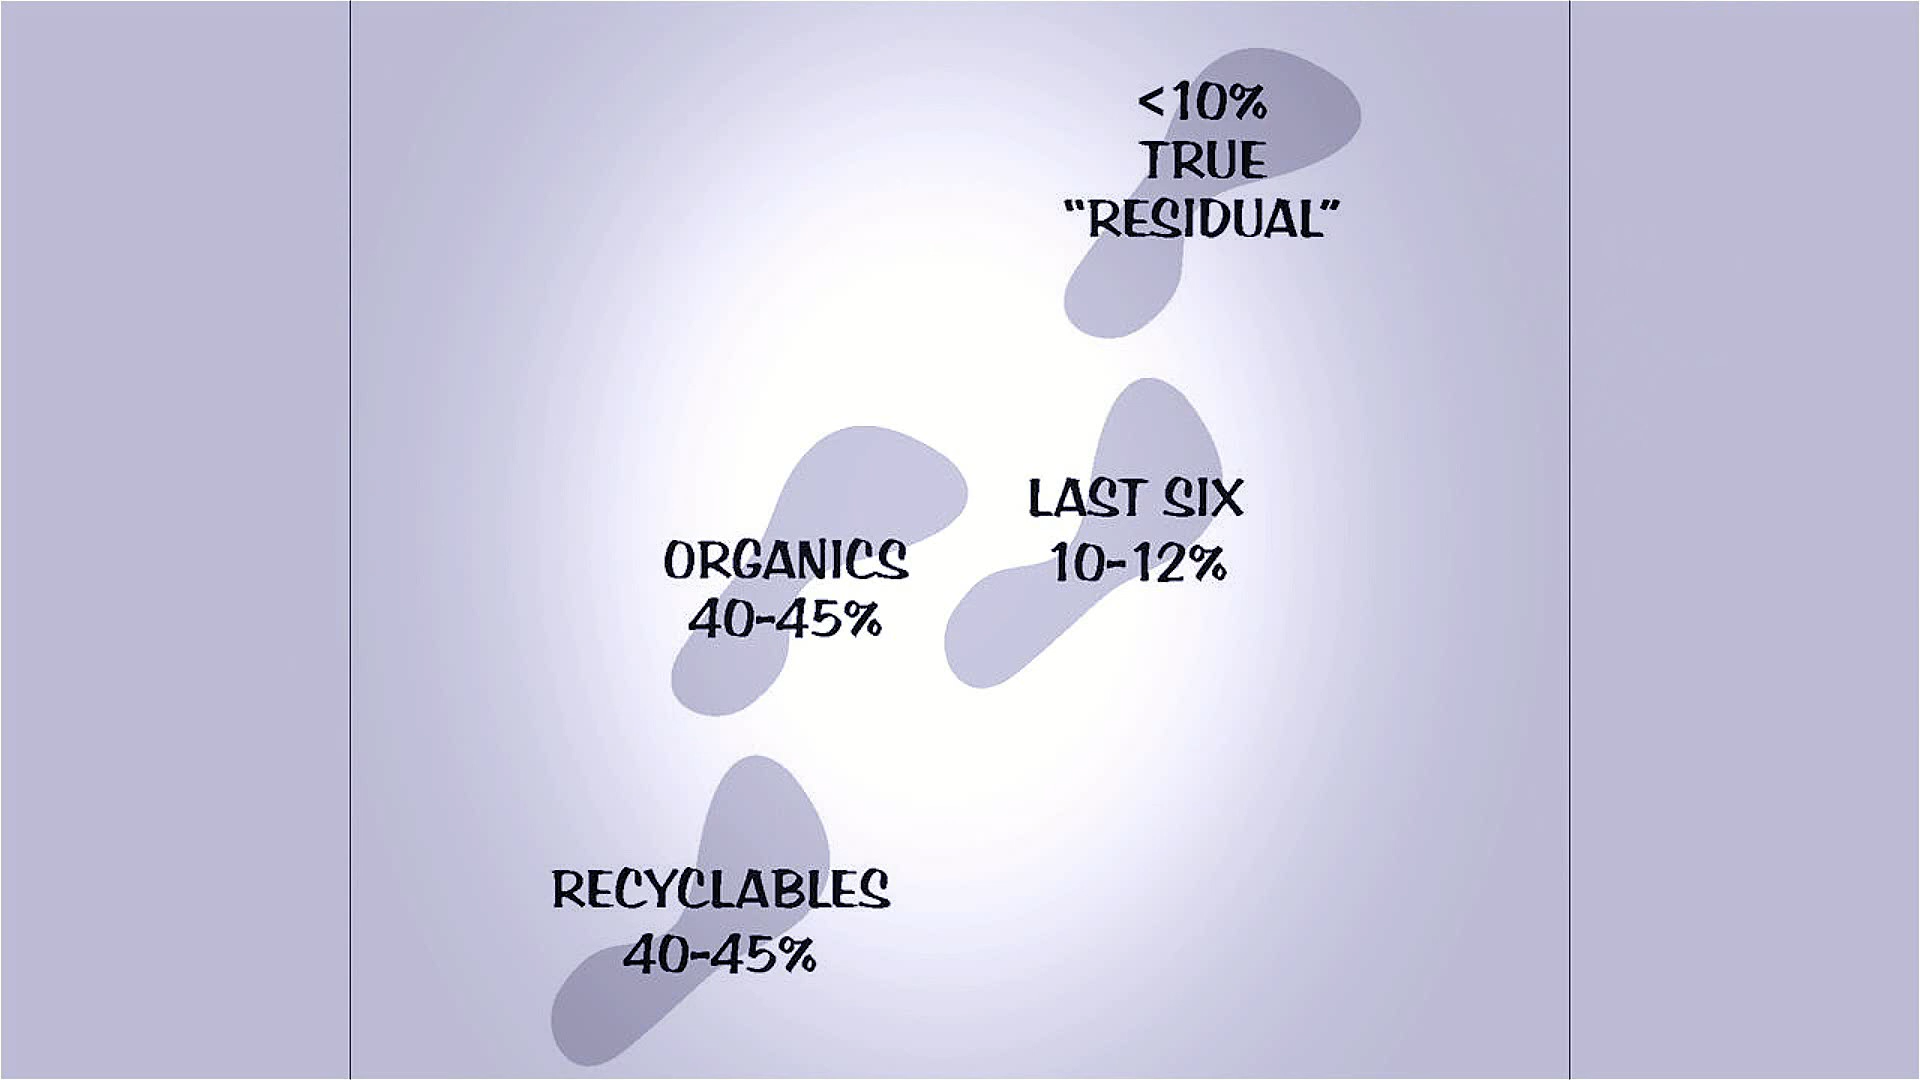 <10%
TRUE
“RESIDUAL”
LAST SIX
10-12%
ORGANICS
40-45%
RECYCLABLES
40-45%